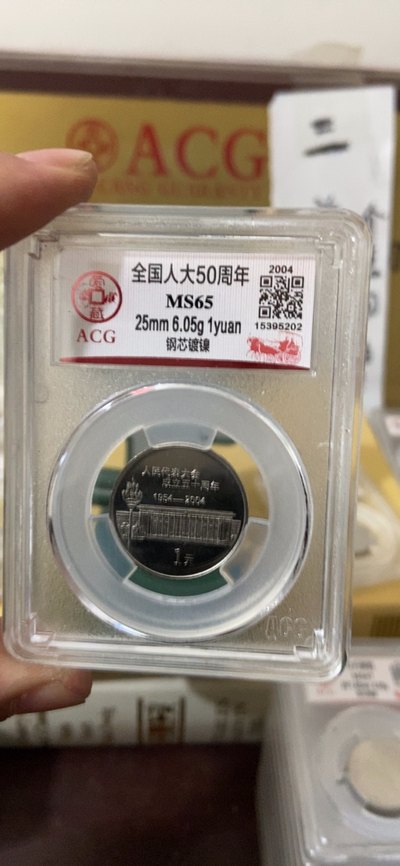 ACG
三
全国人大50周年
2004
MS65
25mm 6.05g 1yuan
15395202
ACG
钢芯镀镍
人民代表大会
成立五十周年
1954—2004
1元
ACG